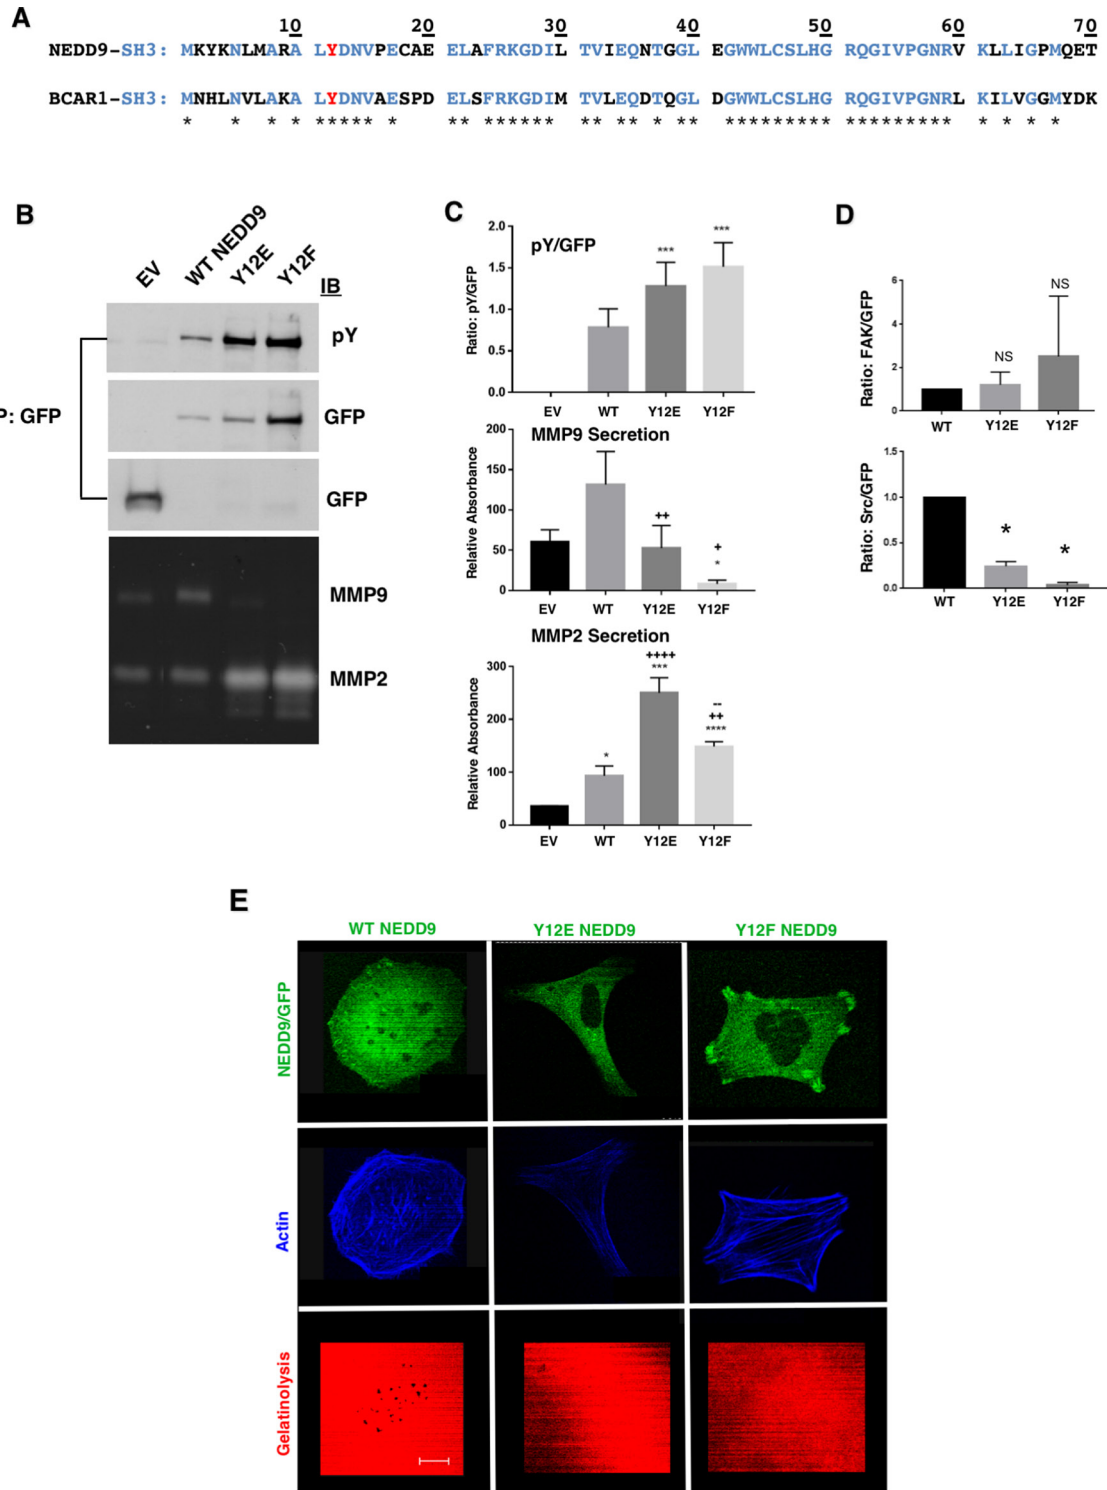 A
10 20 30 40 50 60 70
NEDD9-SH3: MKYKNLMARA LYDNVPECAE ELAFRKGDIL TVIEQNTGGL EGWWLCSLHG RQGIVPGNRV KLLIGPMQET
BCAR1-SH3: MNHLNVLAKA LYDNVAESPD ELSFRKGDIM TVLEQDTQGL DGWWLCSLHG RQGIVPGNRL KILVGGMYDK
* * * * ***** * ** ***** ** ** * ** ******** ********* * * * *
B
EV WT NEDD9 Y12E Y12F
IB
pY
P: GFP
GFP
GFP
MMP9
MMP2
C
pY/GFP
Ratio: pY/GFP
2.0
1.5
1.0
0.5
0.0
*** ***
EV WT Y12E Y12F
MMP9 Secretion
Relative Absorbance
200
150
100
50
0
++
+
*
EV WT Y12E Y12F
MMP2 Secretion
Relative Absorbance
300
200
100
0
*
++++
***
--
++
****
EV WT Y12E Y12F
D
Ratio: FAK/GFP
6
4
2
0
NS NS
WT Y12E Y12F
Ratio: Src/GFP
1.5
1.0
0.5
0.0
* *
WT Y12E Y12F
E
WT NEDD9 Y12E NEDD9 Y12F NEDD9
NEDD9/GFP
Actin
Gelatinolysis